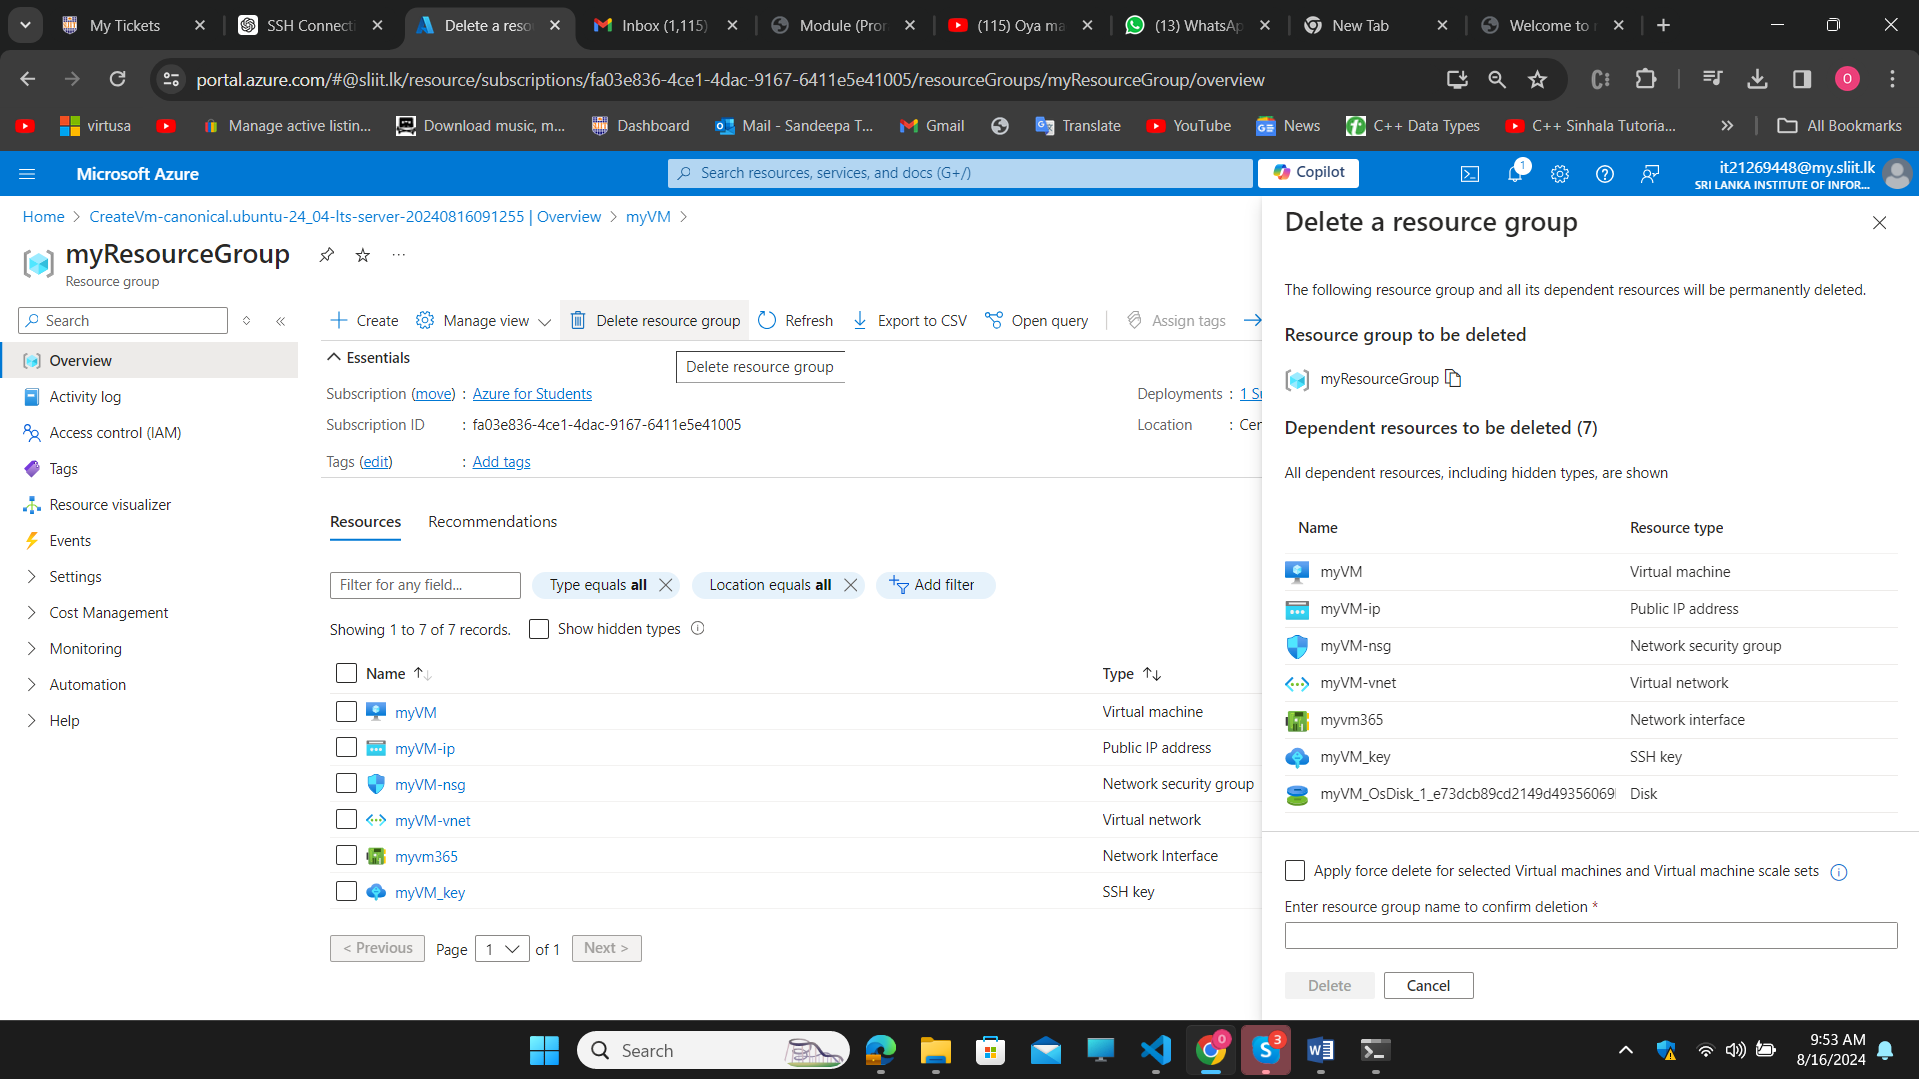 My Tickets
SSH Connecti
Delete a reso
Inbox (1,115)
Module (Pron
(115) Oya ma
(13) WhatsAp
New Tab
Welcome to n
portal.azure.com/#@sliit.lk/resource/subscriptions/fa03e836-4ce1-4dac-9167-6411e5e41005/resourceGroups/myResourceGroup/overview
O
virtusa
Manage active listin...
Download music, m...
Dashboard
Mail - Sandeepa T...
Gmail
Translate
YouTube
News
C++ Data Types
C++ Sinhala Tutoria...
All Bookmarks
Microsoft Azure
Search resources, services, and docs (G+/)
Copilot
1
it21269448@my.sliit.lk
SRI LANKA INSTITUTE OF INFOR...
Home > CreateVm-canonical.ubuntu-24_04-lts-server-20240816091255 | Overview > myVM >
myResourceGroup
Resource group
Search
Overview
Activity log
Access control (IAM)
Tags
Resource visualizer
Events
Settings
Cost Management
Monitoring
Automation
Help
Create
Manage view
Delete resource group
Refresh
Export to CSV
Open query
Assign tags
Essentials
Delete resource group
Subscription (move) : Azure for Students
Subscription ID : fa03e836-4ce1-4dac-9167-6411e5e41005
Tags (edit) : Add tags
Deployments : 1 Su
Location : Cen
Resources
Recommendations
Filter for any field...
Type equals all
Location equals all
Add filter
Showing 1 to 7 of 7 records.
Show hidden types
Name
Type
myVM
Virtual machine
myVM-ip
Public IP address
myVM-nsg
Network security group
myVM-vnet
Virtual network
myvm365
Network Interface
myVM_key
SSH key
< Previous
Page 1 of 1
Next >
Delete a resource group
The following resource group and all its dependent resources will be permanently deleted.
Resource group to be deleted
myResourceGroup
Dependent resources to be deleted (7)
All dependent resources, including hidden types, are shown
Name
Resource type
myVM
Virtual machine
myVM-ip
Public IP address
myVM-nsg
Network security group
myVM-vnet
Virtual network
myvm365
Network interface
myVM_key
SSH key
myVM_OsDisk_1_e73dcb89cd2149d49356069
Disk
Apply force delete for selected Virtual machines and Virtual machine scale sets
Enter resource group name to confirm deletion *
Delete
Cancel
Search
9:53 AM
8/16/2024